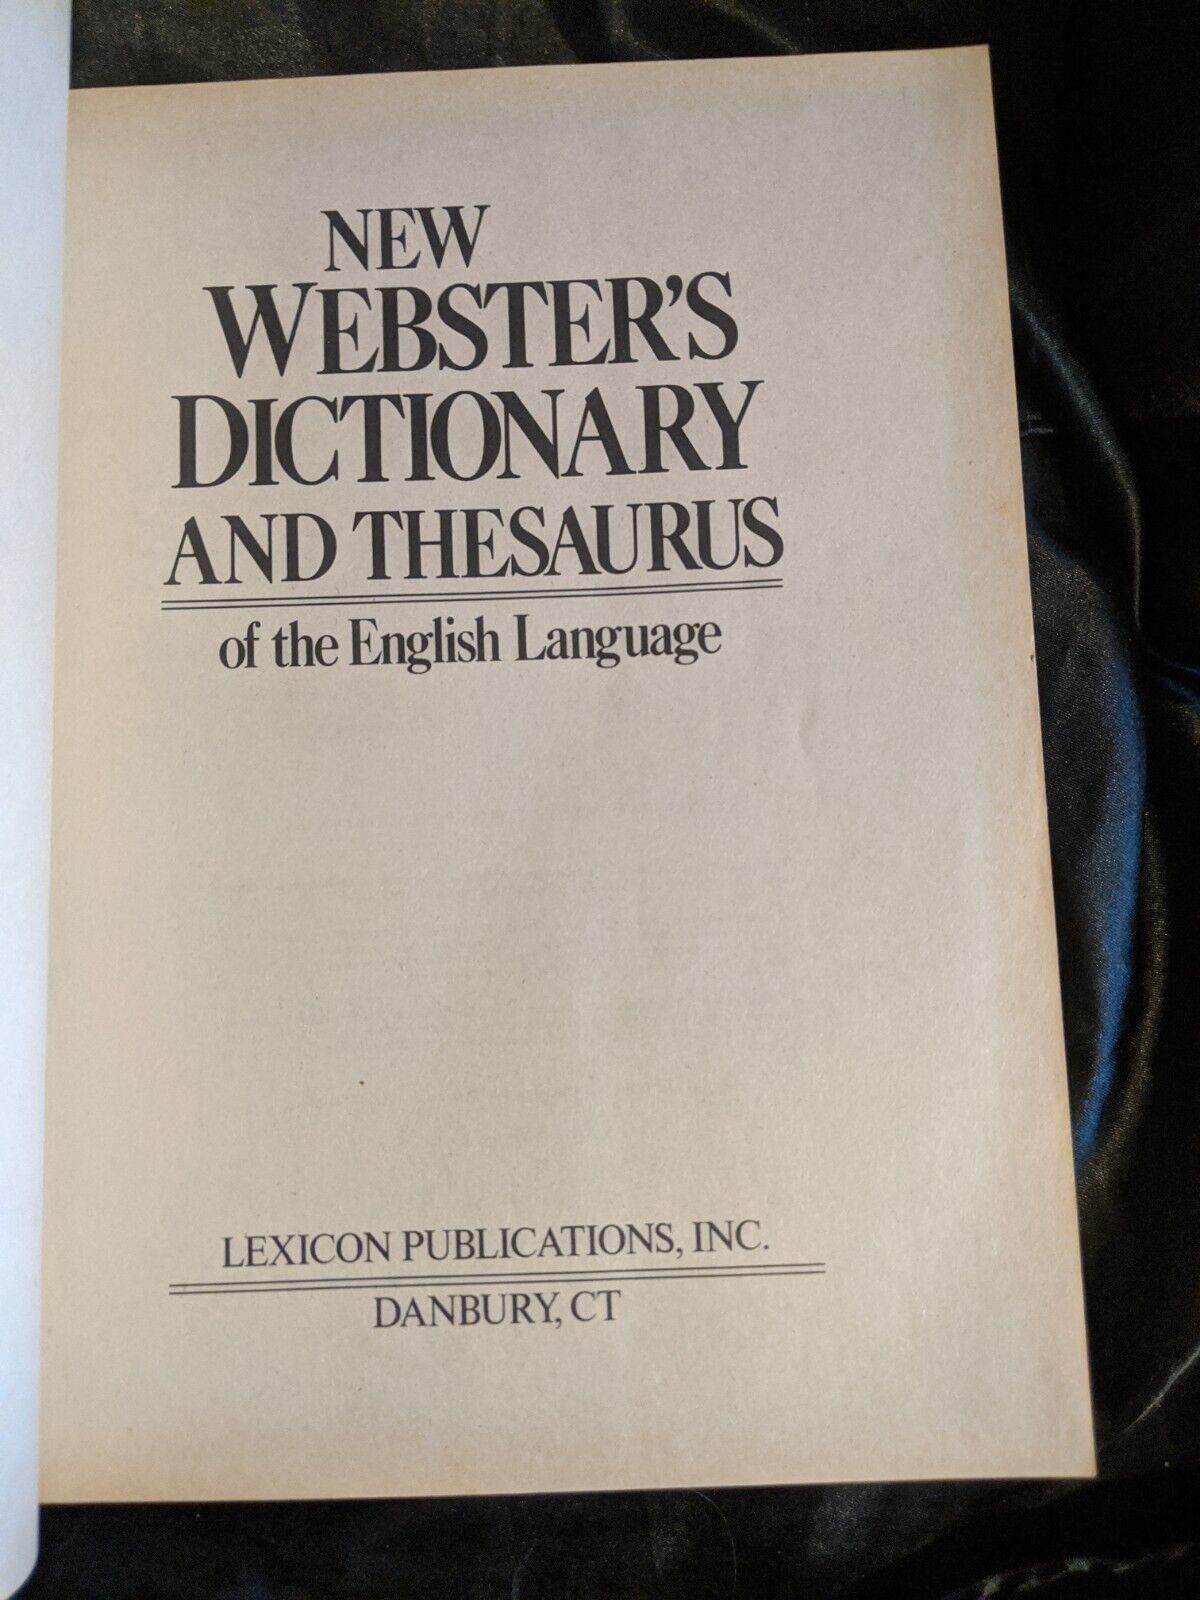 NEW
WEBSTER'S
DICTIONARY
AND THESAURUS
of the English Language
LEXICON PUBLICATIONS, INC.
DANBURY, CT